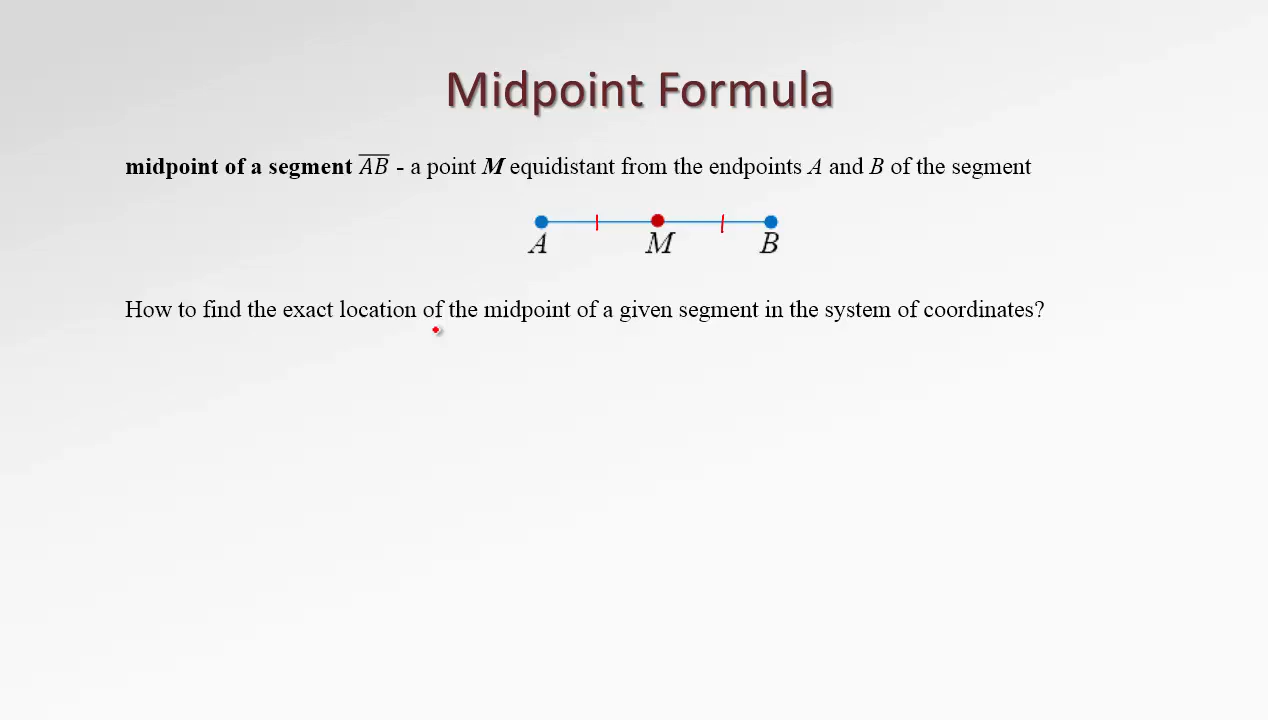 Midpoint Formula
midpoint of a segment A̅B̅ - a point M equidistant from the endpoints A and B of the segment
A M B
How to find the exact location of the midpoint of a given segment in the system of coordinates?